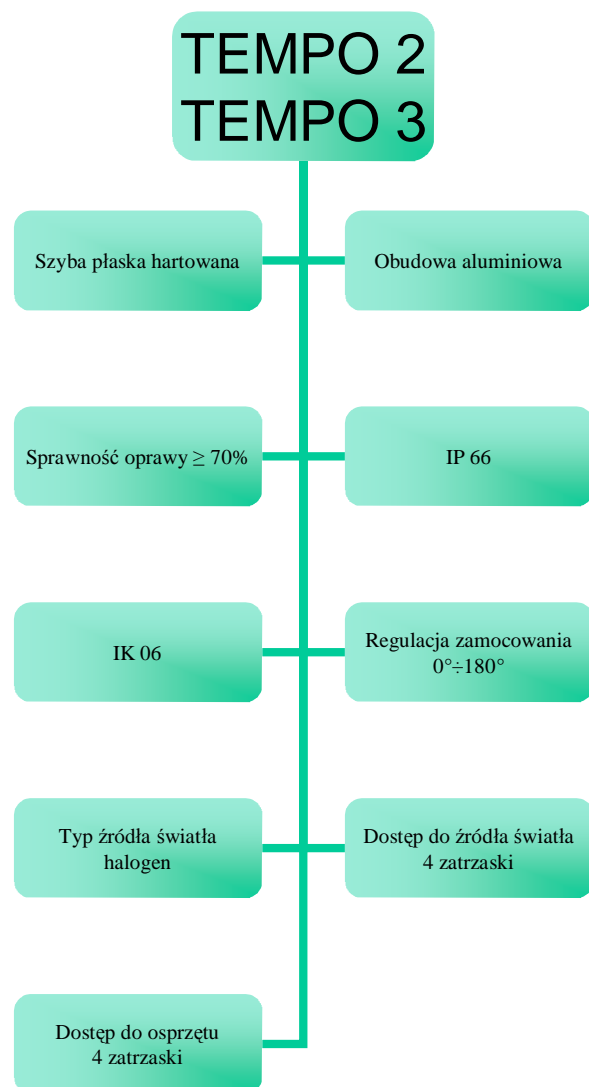 TEMPO 2
TEMPO 3
Szyba płaska hartowana
Obudowa aluminiowa
Sprawność oprawy ≥ 70%
IP 66
IK 06
Regulacja zamocowania
0°÷180°
Typ źródła światła
halogen
Dostęp do źródła światła
4 zatrzaski
Dostęp do osprzętu
4 zatrzaski